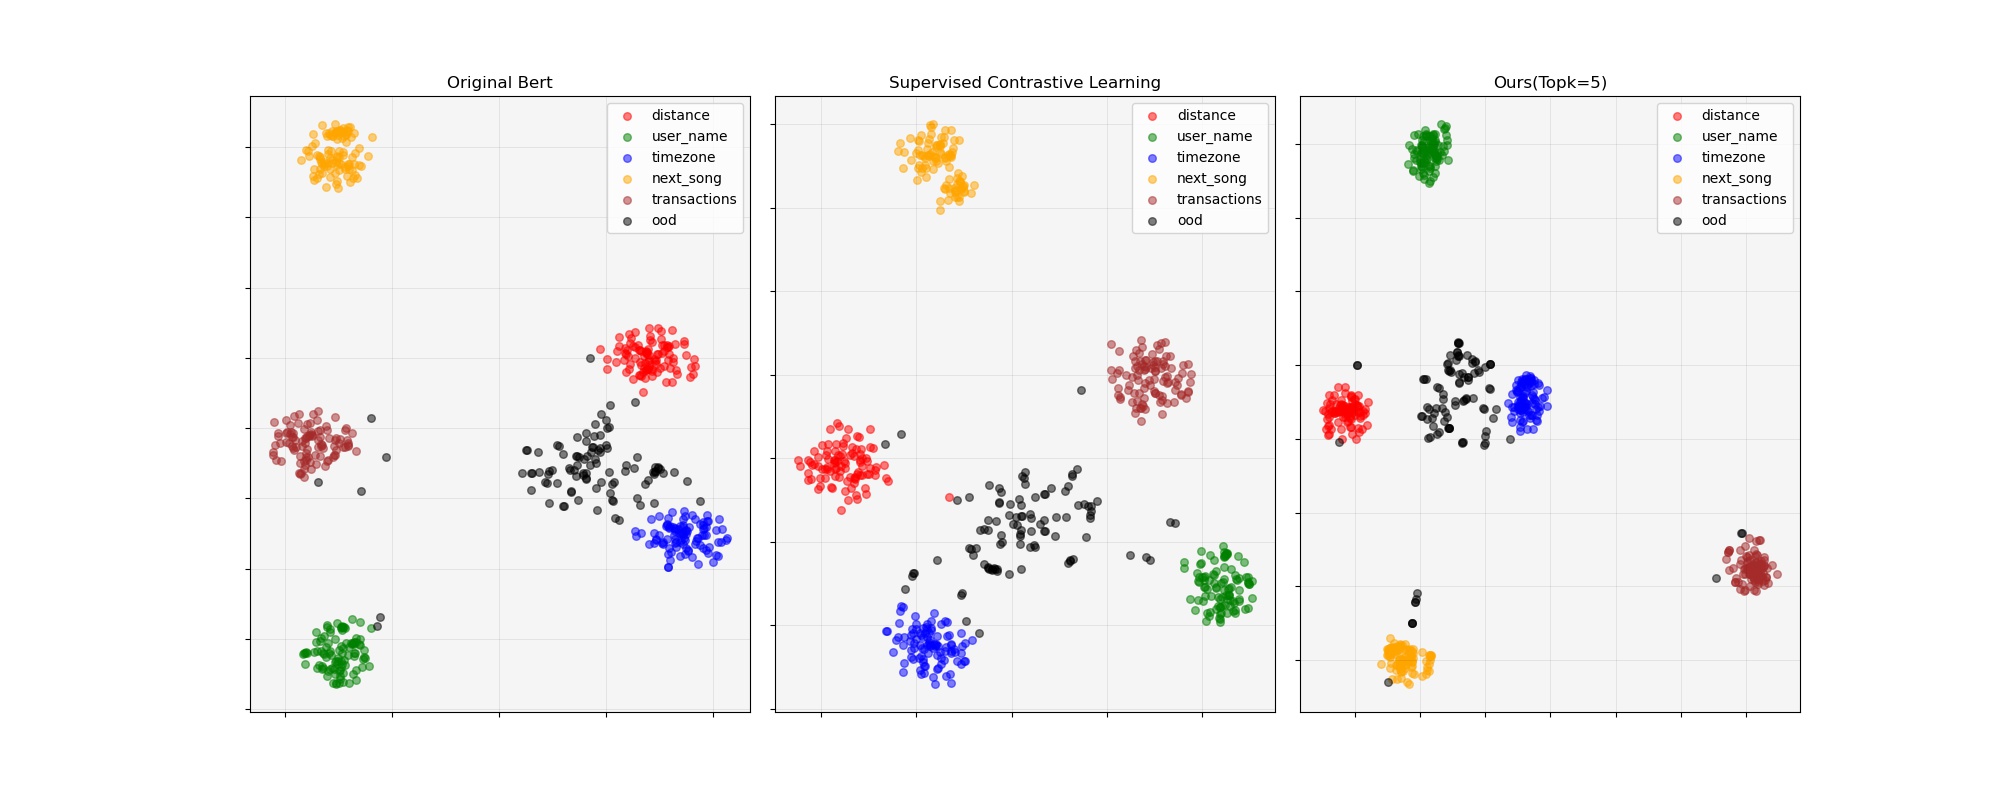 Original Bert
distance
user_name
timezone
next_song
transactions
ood
Supervised Contrastive Learning
distance
user_name
timezone
next_song
transactions
ood
Ours(Topk=5)
distance
user_name
timezone
next_song
transactions
ood